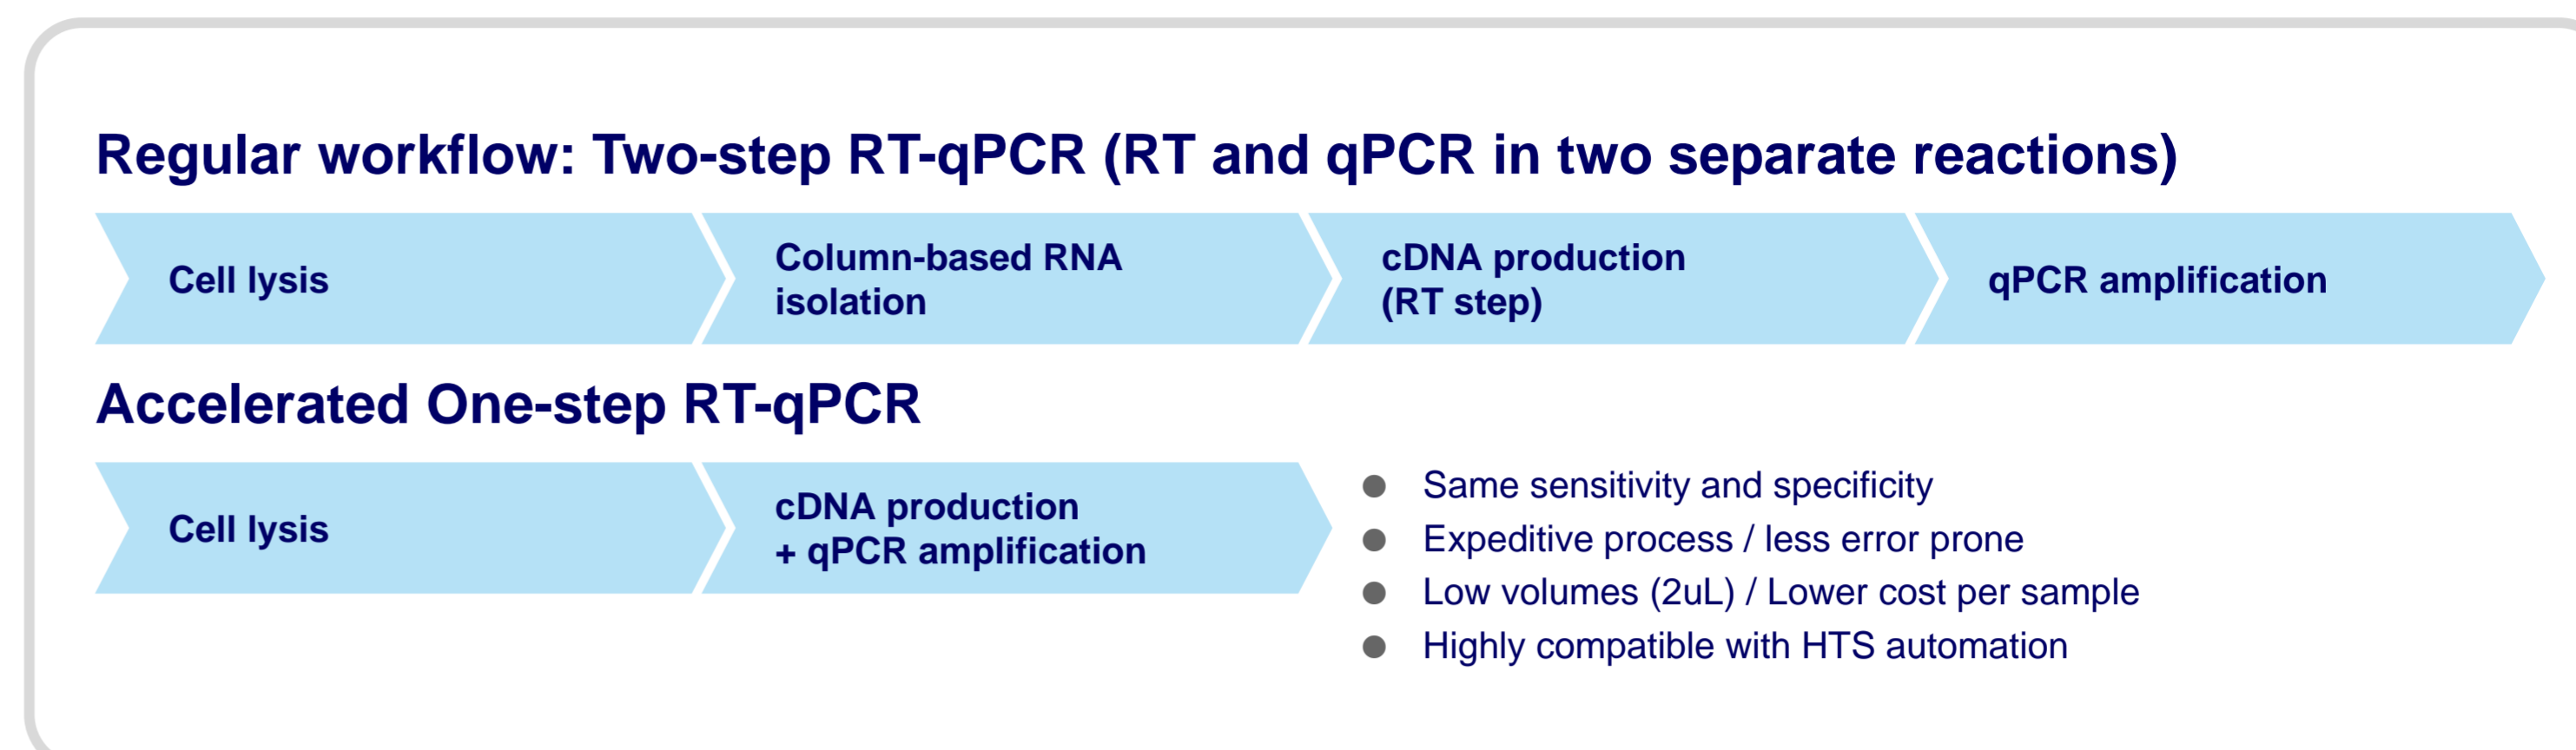 Regular workflow: Two-step RT-qPCR (RT and qPCR in two separate reactions)
Cell lysis
Column-based RNA
isolation
cDNA production
(RT step)
qPCR amplification
Accelerated One-step RT-qPCR
Cell lysis
cDNA production
+ qPCR amplification
● Same sensitivity and specificity
● Expeditive process / less error prone
● Low volumes (2uL) / Lower cost per sample
● Highly compatible with HTS automation